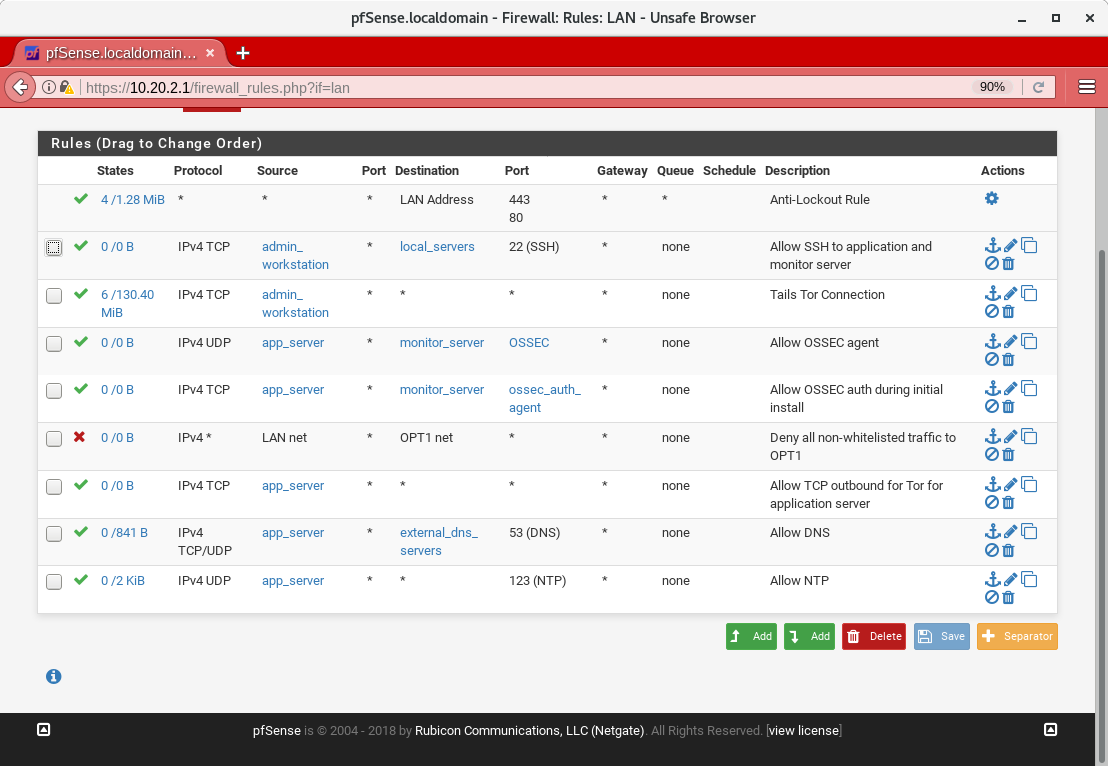 pfSense.localdomain - Firewall: Rules: LAN - Unsafe Browser
pfSense.localdomain...
https://10.20.2.1/firewall_rules.php?if=lan
90%
Rules (Drag to Change Order)
States Protocol Source Port Destination Port Gateway Queue Schedule Description Actions
4 /1.28 MiB * * * LAN Address 443 * * Anti-Lockout Rule
80
0 /0 B IPv4 TCP admin_ * local_servers 22 (SSH) * none Allow SSH to application and
workstation monitor server
6 /130.40 IPv4 TCP admin_ * * * * none Tails Tor Connection
MiB workstation
0 /0 B IPv4 UDP app_server * monitor_server OSSEC * none Allow OSSEC agent
0 /0 B IPv4 TCP app_server * monitor_server ossec_auth_ * none Allow OSSEC auth during initial
agent install
0 /0 B IPv4 * LAN net * OPT1 net * * none Deny all non-whitelisted traffic to
OPT1
0 /0 B IPv4 TCP app_server * * * * none Allow TCP outbound for Tor for
application server
0 /841 B IPv4 app_server * external_dns_ 53 (DNS) * none Allow DNS
TCP/UDP servers
0 /2 KiB IPv4 UDP app_server * * 123 (NTP) * none Allow NTP
Add Add Delete Save Separator
pfSense is © 2004 - 2018 by Rubicon Communications, LLC (Netgate). All Rights Reserved. [view license]